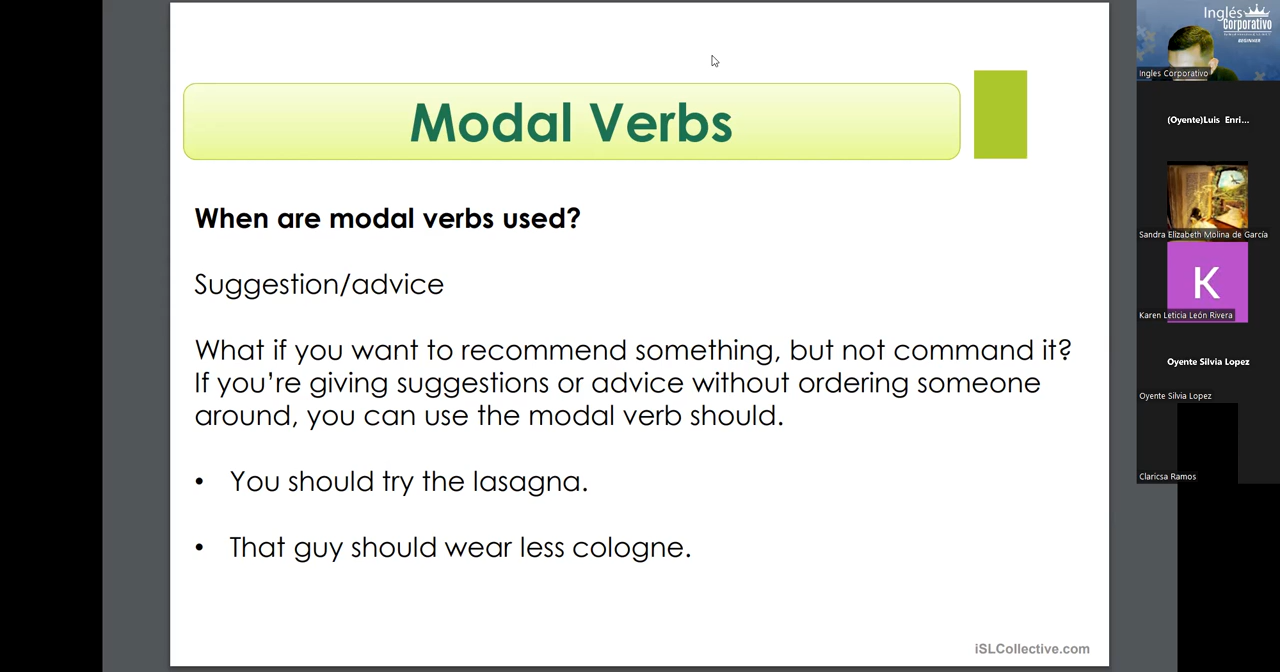 Modal Verbs
When are modal verbs used?
Suggestion/advice
What if you want to recommend something, but not command it?
If you're giving suggestions or advice without ordering someone
around, you can use the modal verb should.
• You should try the lasagna.
• That guy should wear less cologne.
iSLCollective.com
Inglés
Corporativo
BEGINNER
Ingles Corporativo
(Oyente)Luis Enri...
Sandra Elizabeth Molina de García
K
Karen Leticia León Rivera
Oyente Silvia Lopez
Oyente Silvia Lopez
Claricsa Ramos